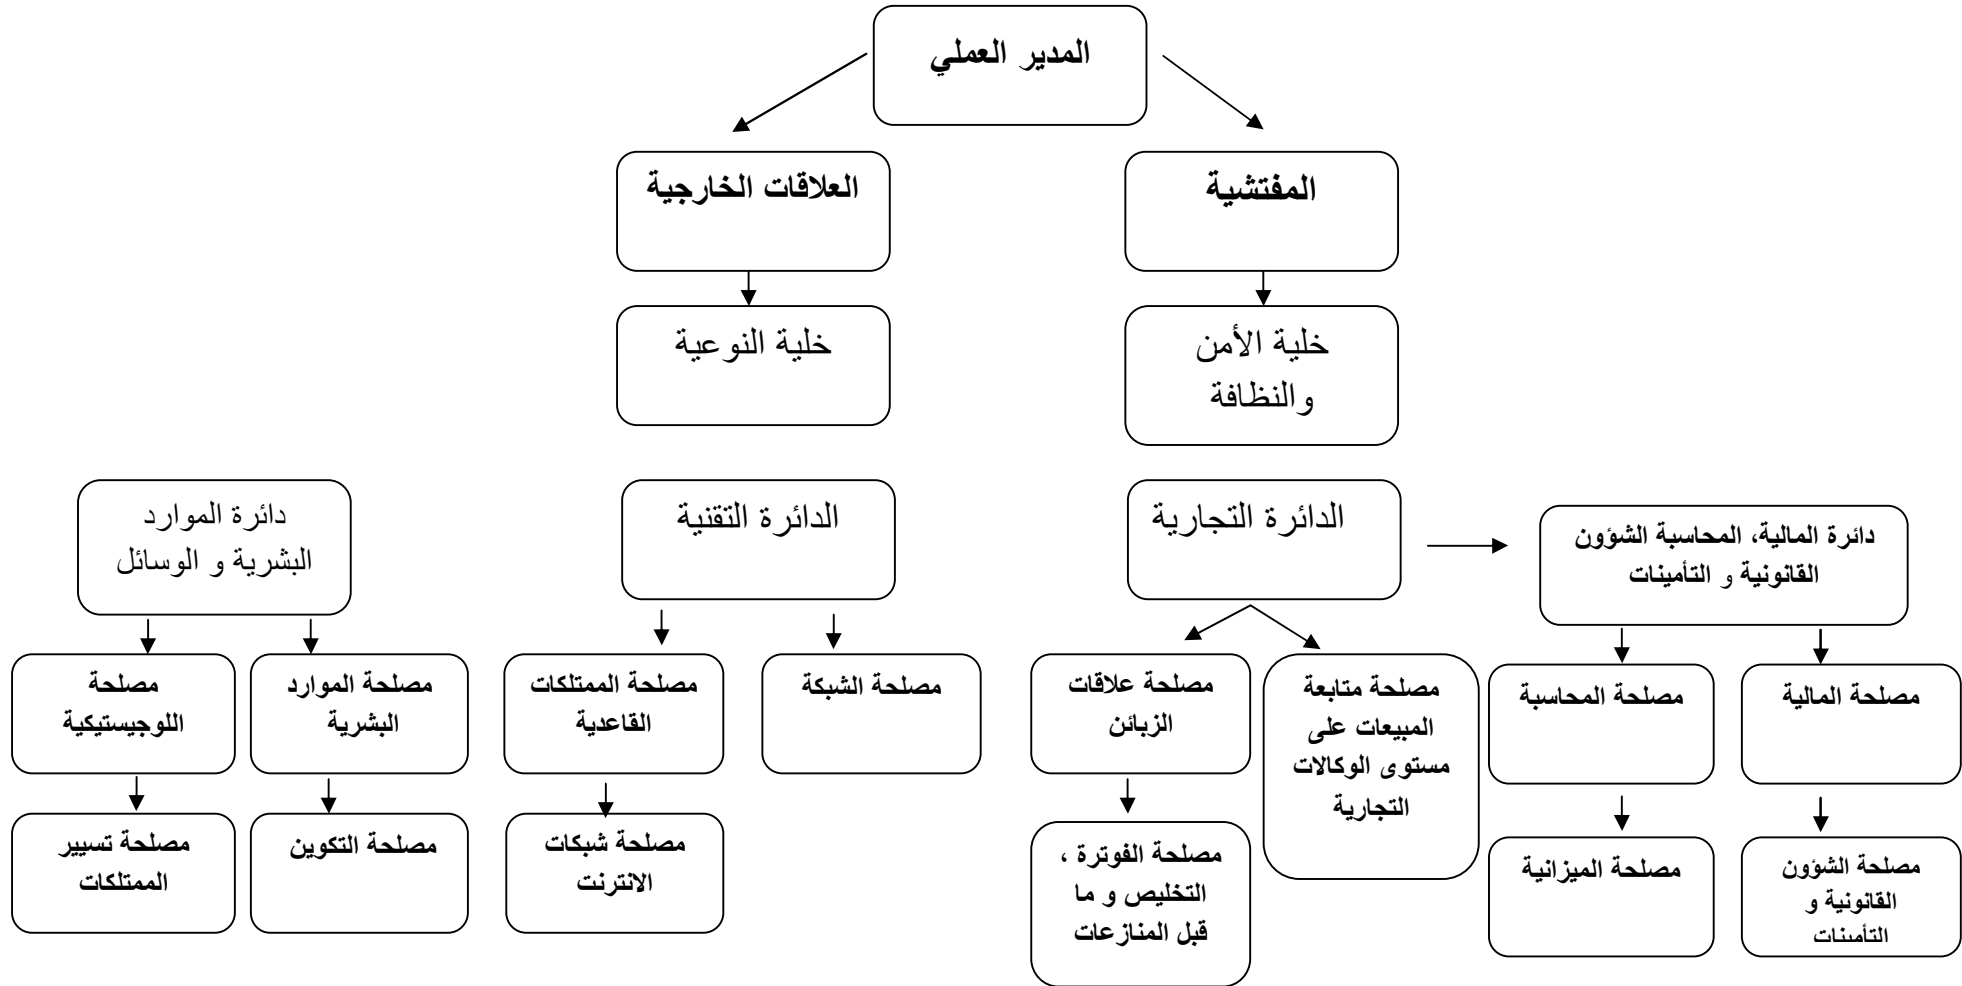 المدير العملي
المفتشية
العلاقات الخارجية
خلية الأمن
والنظافة
خلية النوعية
دائرة المالية، المحاسبة الشؤون
القانونية و التأمينات
الدائرة التجارية
الدائرة التقنية
دائرة الموارد
البشرية و الوسائل
مصلحة المالية
مصلحة المحاسبة
مصلحة متابعة
المبيعات على
مستوى الوكالات
التجارية
مصلحة علاقات
الزبائن
مصلحة الشبكة
مصلحة الممتلكات
القاعدية
مصلحة الموارد
البشرية
مصلحة
اللوجيستيكية
مصلحة الشؤون
القانونية و
التأمينات
مصلحة الميزانية
مصلحة الفوترة ،
التخليص و ما
قبل المنازعات
مصلحة شبكات
الانترنت
مصلحة التكوين
مصلحة تسيير
الممتلكات